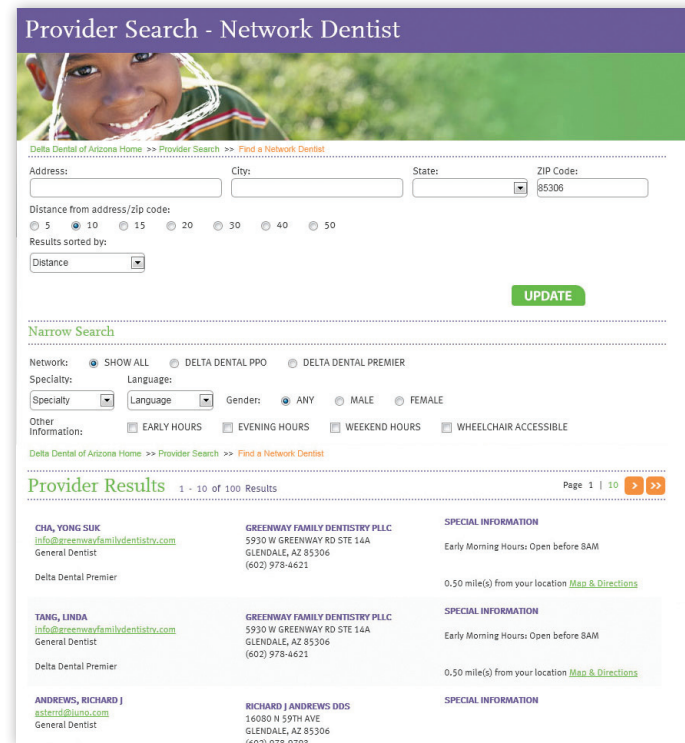 Provider Search - Network Dentist
Delta Dental of Arizona Home >> Provider Search >> Find a Network Dentist
Address: City: State: ZIP Code:
85306
Distance from address/zip code:
5 10 15 20 30 40 50
Results sorted by:
Distance
UPDATE
Narrow Search
Network: SHOW ALL DELTA DENTAL PPO DELTA DENTAL PREMIER
Specialty: Language:
Specialty Language Gender: ANY MALE FEMALE
Other
Information: EARLY HOURS EVENING HOURS WEEKEND HOURS WHEELCHAIR ACCESSIBLE
Delta Dental of Arizona Home >> Provider Search >> Find a Network Dentist
Provider Results 1 - 10 of 100 Results Page 1 | 10 > >>
CHA, YONG SUK
info@greenwayfamilydentistry.com
General Dentist
Delta Dental Premier
GREENWAY FAMILY DENTISTRY PLLC
5930 W GREENWAY RD STE 14A
GLENDALE, AZ 85306
(602) 978-4621
SPECIAL INFORMATION
Early Morning Hours: Open before 8AM
0.50 mile(s) from your location Map & Directions
TANG, LINDA
info@greenwayfamilydentistry.com
General Dentist
Delta Dental Premier
GREENWAY FAMILY DENTISTRY PLLC
5930 W GREENWAY RD STE 14A
GLENDALE, AZ 85306
(602) 978-4621
SPECIAL INFORMATION
Early Morning Hours: Open before 8AM
0.50 mile(s) from your location Map & Directions
ANDREWS, RICHARD J
asterrd@juno.com
General Dentist
RICHARD J ANDREWS DDS
16080 N 59TH AVE
GLENDALE, AZ 85306
SPECIAL INFORMATION